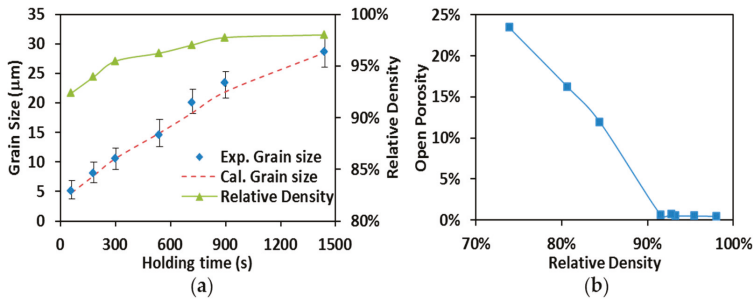 35
30
25
20
15
10
5
0
Grain Size (µm)
100%
95%
90%
85%
80%
Relative Density
Exp. Grain size
Cal. Grain size
Relative Density
0 300 600 900 1200 1500
Holding time (s)
(a)
25%
20%
15%
10%
5%
0%
Open Porosity
70% 80% 90% 100%
Relative Density
(b)